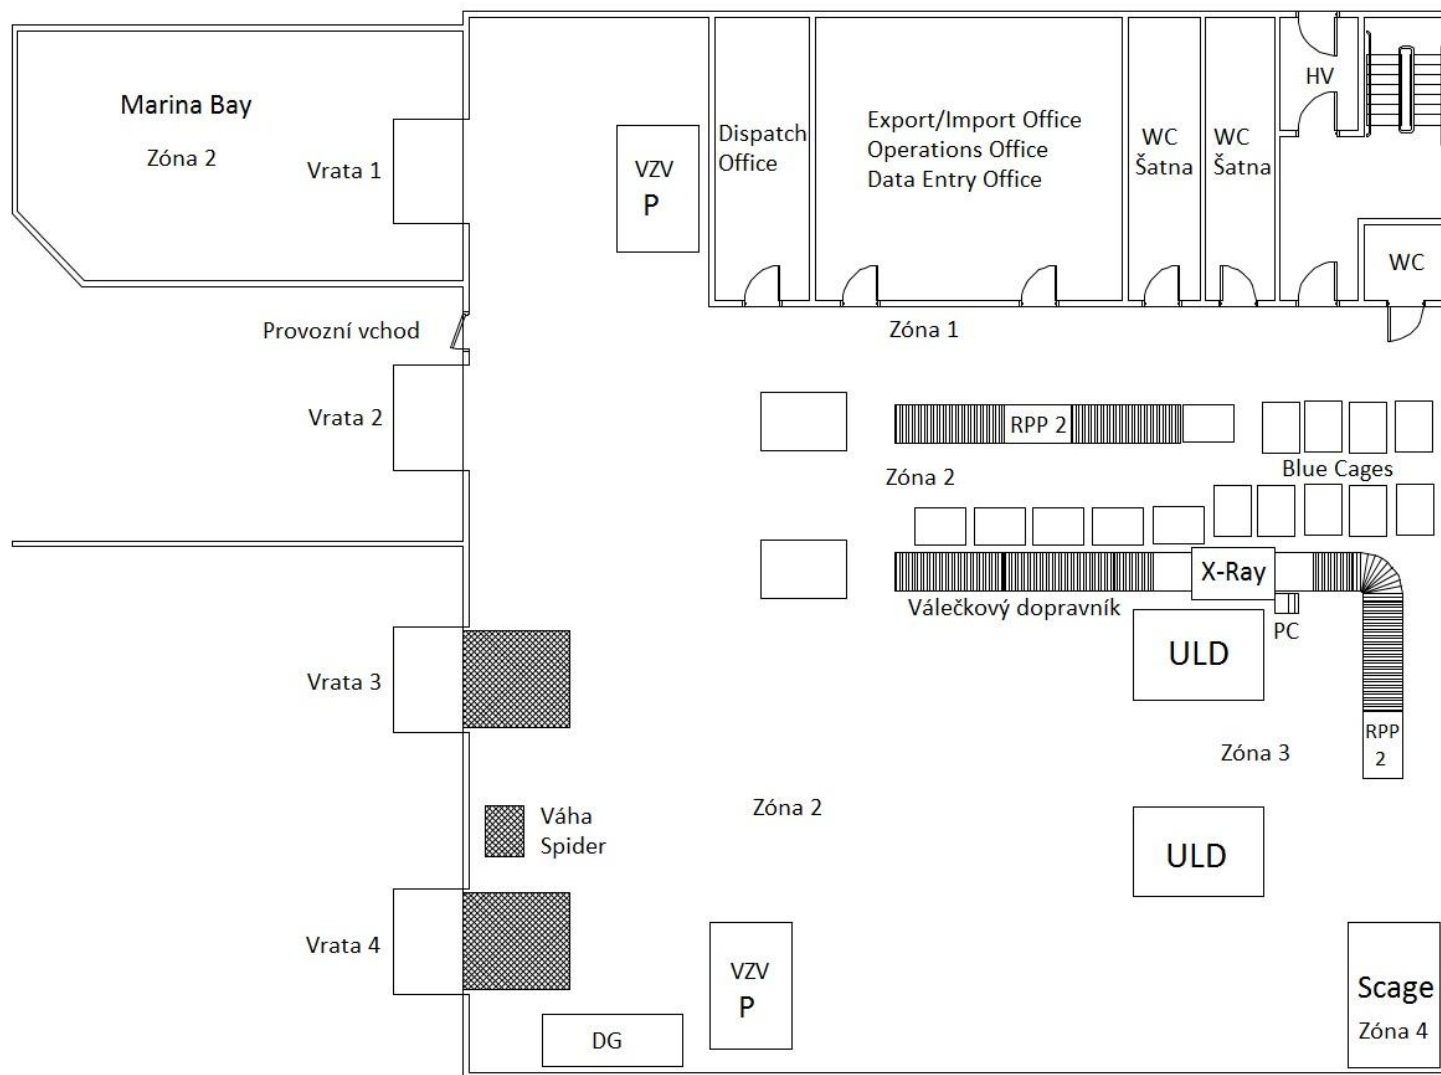 Marina Bay
Zóna 2
Vrata 1
VZV
P
Dispatch
Office
Export/Import Office
Operations Office
Data Entry Office
WC
Šatna
WC
Šatna
HV
WC
Provozní vchod
Zóna 1
Vrata 2
RPP 2
Blue Cages
Zóna 2
X-Ray
Válečkový dopravník
PC
ULD
Vrata 3
RPP
2
Zóna 3
Zóna 2
Váha
Spider
ULD
Vrata 4
VZV
P
Scage
Zóna 4
DG